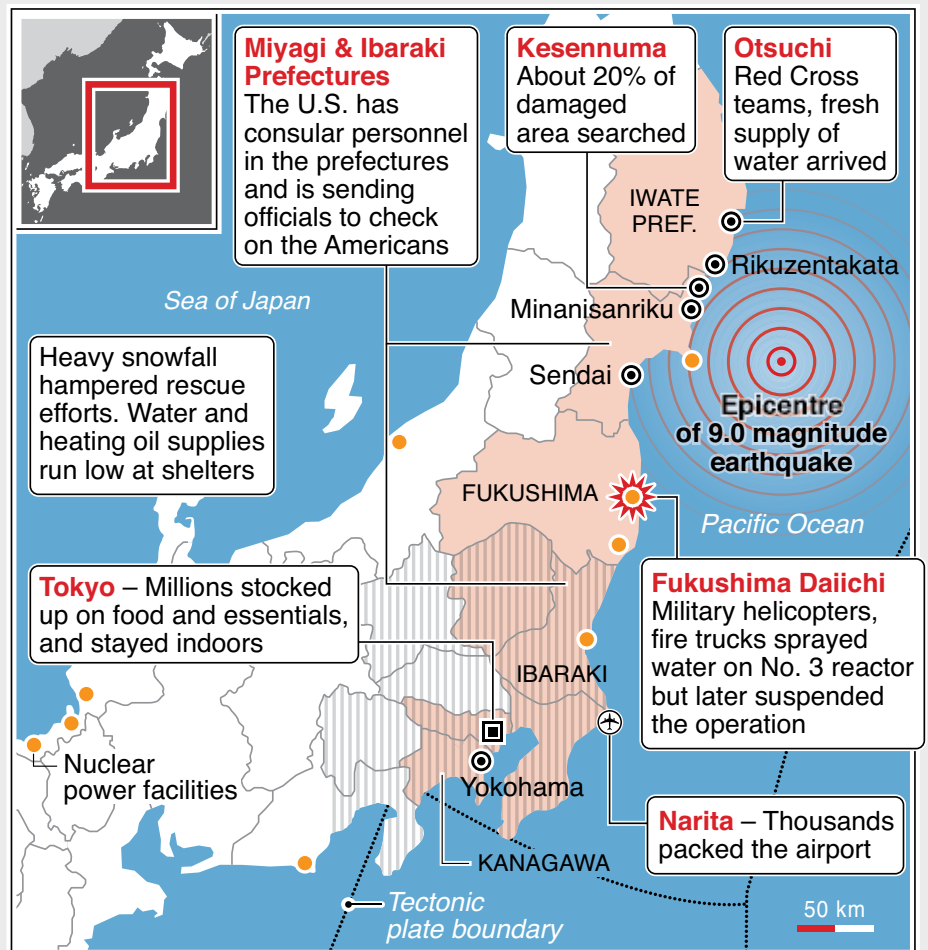 Miyagi & Ibaraki
Prefectures
The U.S. has
consular personnel
in the prefectures
and is sending
officials to check
on the Americans
Kesennuma
About 20% of
damaged
area searched
Otsuchi
Red Cross
teams, fresh
supply of
water arrived
IWATE
PREF.
Rikuzentakata
Sea of Japan
Minanisanriku
Heavy snowfall
hampered rescue
efforts. Water and
heating oil supplies
run low at shelters
Sendai
Epicentre
of 9.0 magnitude
earthquake
FUKUSHIMA
Pacific Ocean
Tokyo – Millions stocked
up on food and essentials,
and stayed indoors
Fukushima Daiichi
Military helicopters,
fire trucks sprayed
water on No. 3 reactor
but later suspended
the operation
IBARAKI
Nuclear
power facilities
Yokohama
Narita – Thousands
packed the airport
KANAGAWA
Tectonic
plate boundary
50 km